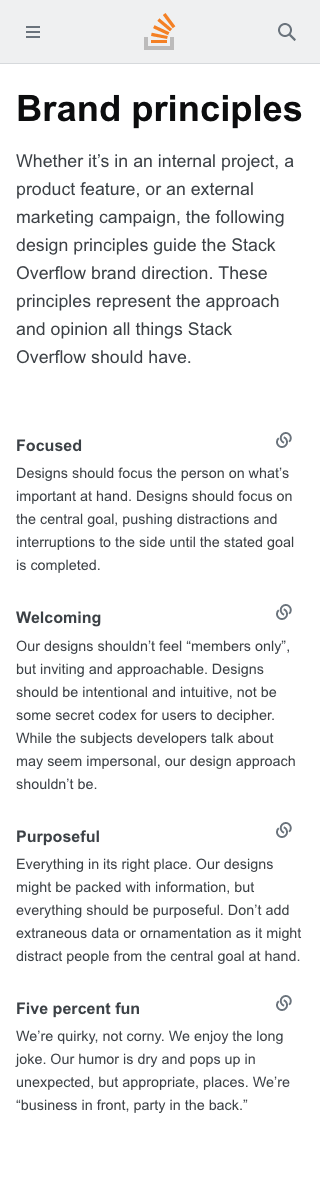 Brand principles
Whether it’s in an internal project, a
product feature, or an external
marketing campaign, the following
design principles guide the Stack
Overflow brand direction. These
principles represent the approach
and opinion all things Stack
Overflow should have.
Focused
Designs should focus the person on what’s
important at hand. Designs should focus on
the central goal, pushing distractions and
interruptions to the side until the stated goal
is completed.
Welcoming
Our designs shouldn’t feel “members only”,
but inviting and approachable. Designs
should be intentional and intuitive, not be
some secret codex for users to decipher.
While the subjects developers talk about
may seem impersonal, our design approach
shouldn’t be.
Purposeful
Everything in its right place. Our designs
might be packed with information, but
everything should be purposeful. Don’t add
extraneous data or ornamentation as it might
distract people from the central goal at hand.
Five percent fun
We’re quirky, not corny. We enjoy the long
joke. Our humor is dry and pops up in
unexpected, but appropriate, places. We’re
“business in front, party in the back.”